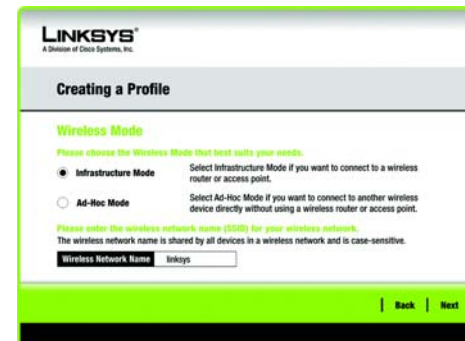 LINKSYS®
A Division of Cisco Systems, Inc.
Creating a Profile
Wireless Mode
Please choose the Wireless Mode that best suits your needs.
Infrastructure Mode
Select Infrastructure Mode if you want to connect to a wireless
router or access point.
Ad-Hoc Mode
Select Ad-Hoc Mode if you want to connect to another wireless
device directly without using a wireless router or access point.
Please enter the wireless network name (SSID) for your wireless network.
The wireless network name is shared by all devices in a wireless network and is case-sensitive.
Wireless Network Name linksys
Back Next